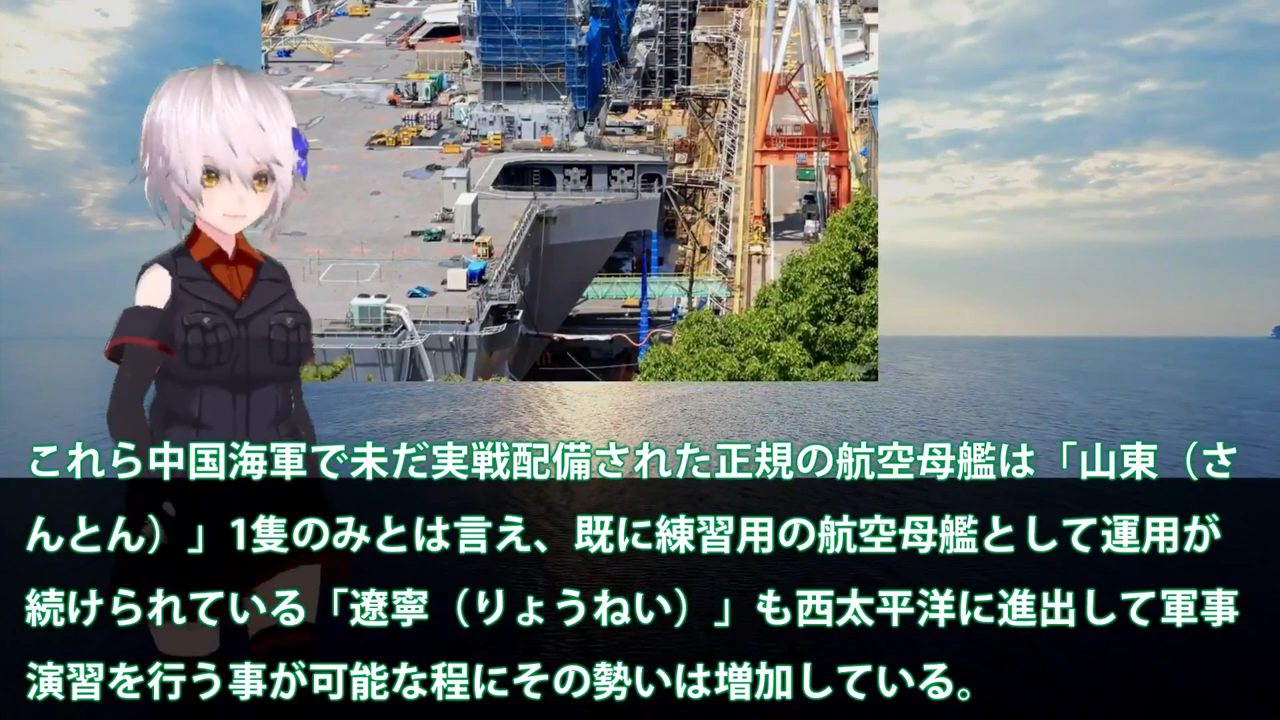 これら中国海軍で未だ実戦配備された正規の航空母艦は「山東（さ
んとん）」1隻のみとは言え、既に練習用の航空母艦として運用が
続けられている「遼寧（りょうねい）」も西太平洋に進出して軍事
演習を行う事が可能な程にその勢いは増加している。